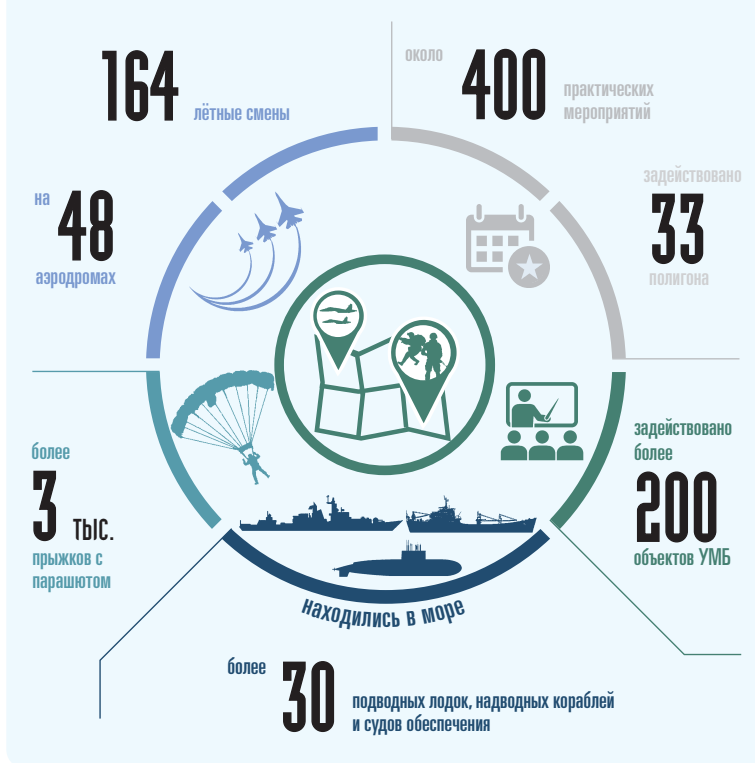 164 лётные смены
на 48
аэродромах
около 400 практических
мероприятий
задействовано
33
полигона
более
3 тыс.
прыжков с
парашютом
задействовано
более
200
объектов УМБ
находились в море
более 30 подводных лодок, надводных кораблей
и судов обеспечения